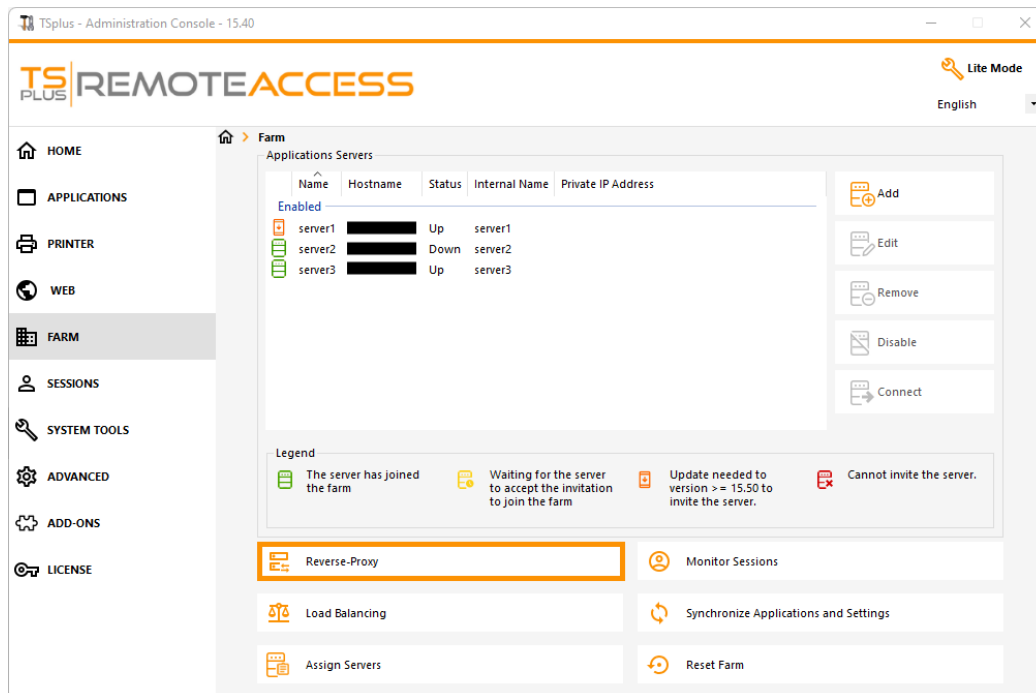 TSplus - Administration Console - 15.40
TS PLUS REMOTEACCESS
Lite Mode
English
HOME
APPLICATIONS
PRINTER
WEB
FARM
SESSIONS
SYSTEM TOOLS
ADVANCED
ADD-ONS
LICENSE
Farm
Applications Servers
Name Hostname Status Internal Name Private IP Address
Enabled
server1 Up server1
server2 Down server2
server3 Up server3
Add
Edit
Remove
Disable
Connect
Legend
The server has joined
the farm
Waiting for the server
to accept the invitation
to join the farm
Update needed to
version >= 15.50 to
invite the server.
Cannot invite the server.
Reverse-Proxy
Monitor Sessions
Load Balancing
Synchronize Applications and Settings
Assign Servers
Reset Farm